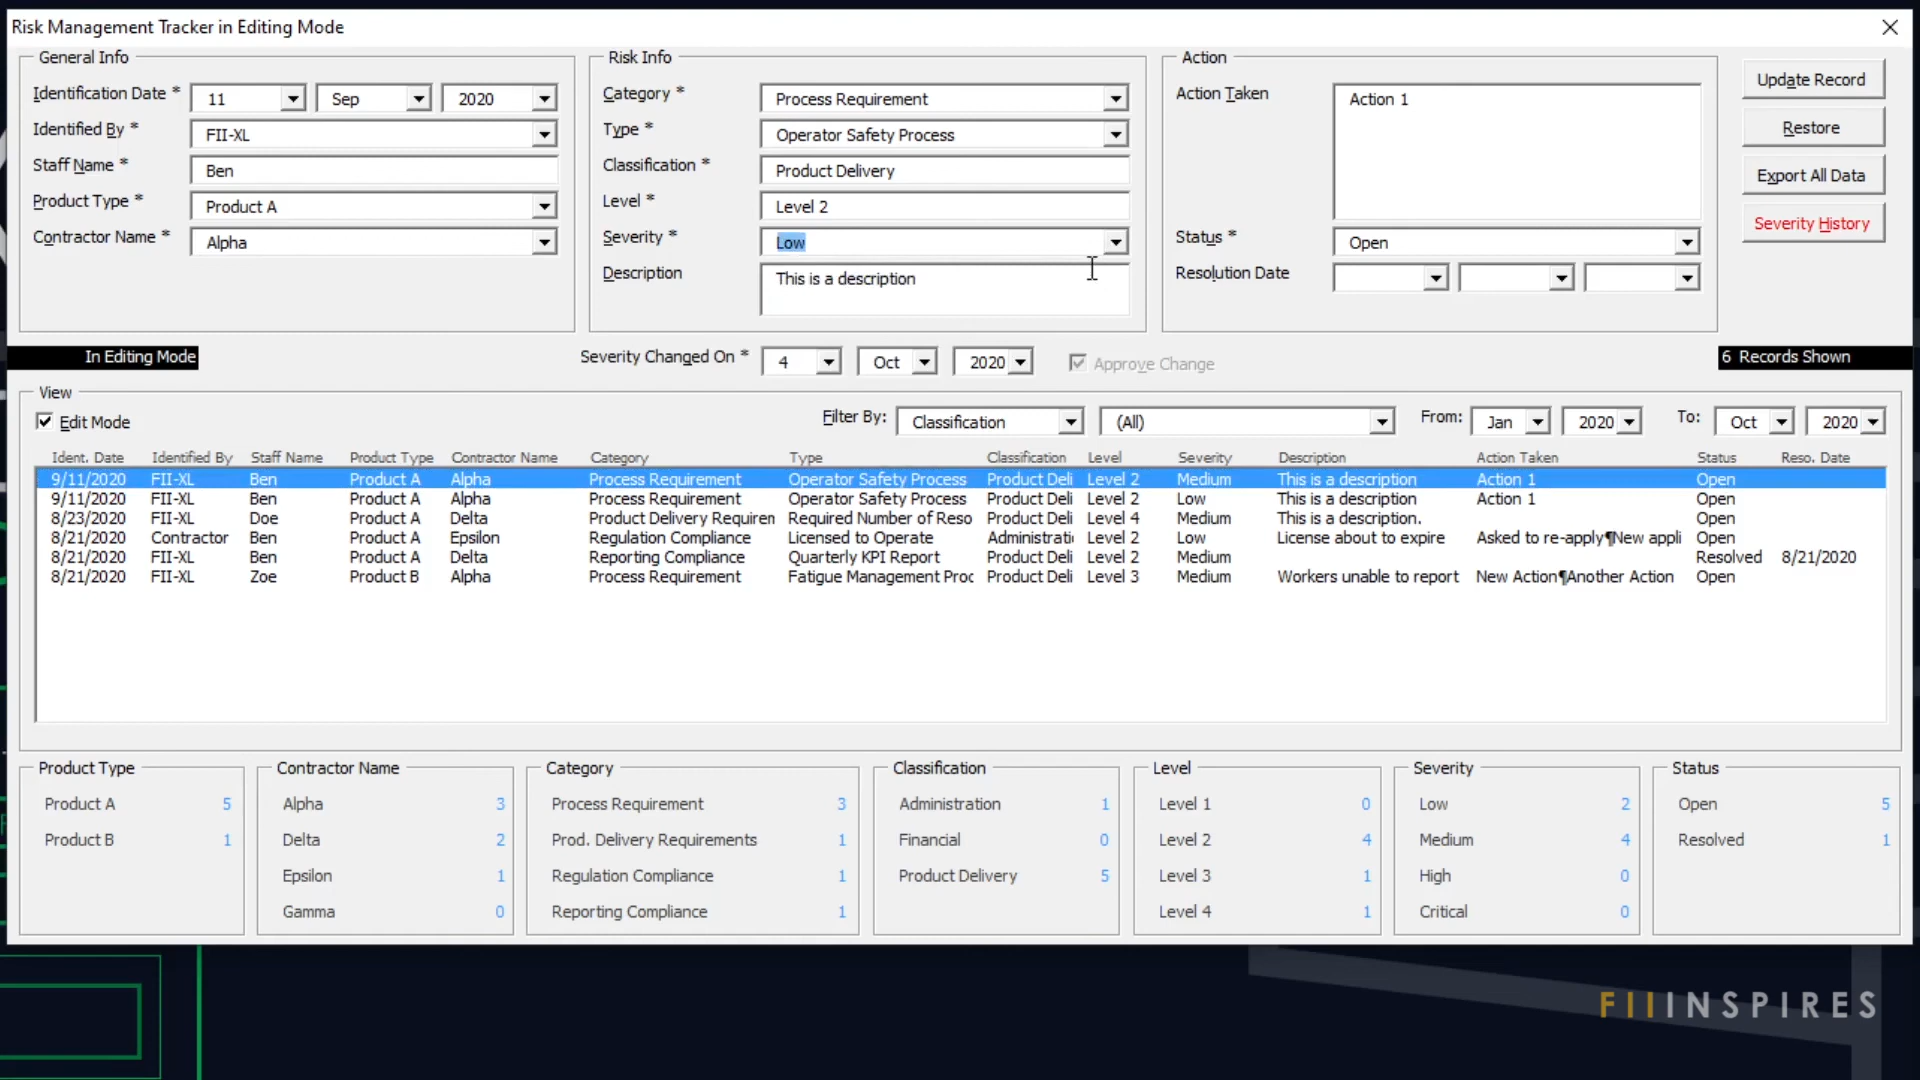 Risk Management Tracker in Editing Mode
General Info
Identification Date * 11 Sep 2020
Identified By * FII-XL
Staff Name * Ben
Product Type * Product A
Contractor Name * Alpha
Risk Info
Category * Process Requirement
Type * Operator Safety Process
Classification * Product Delivery
Level * Level 2
Severity * Low
Description This is a description
Action
Action Taken Action 1
Status * Open
Resolution Date
Update Record
Restore
Export All Data
Severity History
In Editing Mode
Severity Changed On * 4 Oct 2020 Approve Change
6 Records Shown
View
Edit Mode Filter By: Classification (All) From: Jan 2020 To: Oct 2020
Ident. Date Identified By Staff Name Product Type Contractor Name Category Type Classification Level Severity Description Action Taken Status Reso. Date
9/11/2020 FII-XL Ben Product A Alpha Process Requirement Operator Safety Process Product Deli Level 2 Medium This is a description Action 1 Open
9/11/2020 FII-XL Ben Product A Alpha Process Requirement Operator Safety Process Product Deli Level 2 Low This is a description Action 1 Open
8/23/2020 FII-XL Doe Product A Delta Product Delivery Requiren Required Number of Reso Product Deli Level 4 Medium This is a description. Open
8/21/2020 Contractor Ben Product A Epsilon Regulation Compliance Licensed to Operate Administrati Level 2 Low License about to expire Asked to re-apply¶New appli Open
8/21/2020 FII-XL Ben Product A Delta Reporting Compliance Quarterly KPI Report Product Deli Level 2 Medium Resolved 8/21/2020
8/21/2020 FII-XL Zoe Product B Alpha Process Requirement Fatigue Management Proc Product Deli Level 3 Medium Workers unable to report New Action¶Another Action Open
Product Type
Product A 5
Product B 1
Contractor Name
Alpha 3
Delta 2
Epsilon 1
Gamma 0
Category
Process Requirement 3
Prod. Delivery Requirements 1
Regulation Compliance 1
Reporting Compliance 1
Classification
Administration 1
Financial 0
Product Delivery 5
Level
Level 1 0
Level 2 4
Level 3 1
Level 4 1
Severity
Low 2
Medium 4
High 0
Critical 0
Status
Open 5
Resolved 1
FIIINSPIRES